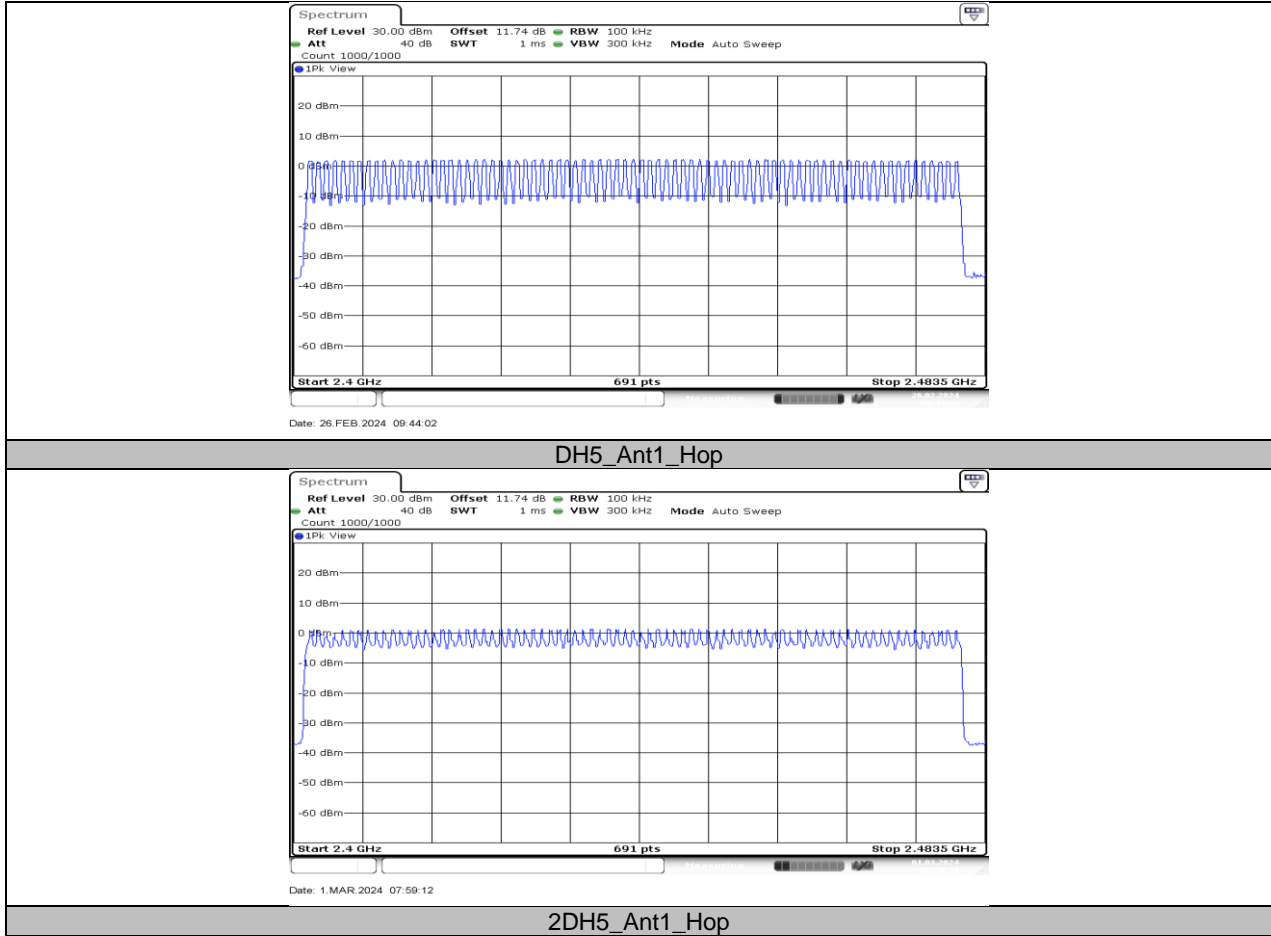 Spectrum
Ref Level 30.00 dBm Offset 11.74 dB RBW 100 kHz
Att 40 dB SWT 1 ms VBW 300 kHz Mode Auto Sweep
Count 1000/1000
1Pk View
20 dBm
10 dBm
0 dBm
-10 dBm
-20 dBm
-30 dBm
-40 dBm
-50 dBm
-60 dBm
Start 2.4 GHz 691 pts Stop 2.4835 GHz
Date: 26.FEB.2024 09:44:02
DH5_Ant1_Hop
Spectrum
Ref Level 30.00 dBm Offset 11.74 dB RBW 100 kHz
Att 40 dB SWT 1 ms VBW 300 kHz Mode Auto Sweep
Count 1000/1000
1Pk View
20 dBm
10 dBm
0 dBm
-10 dBm
-20 dBm
-30 dBm
-40 dBm
-50 dBm
-60 dBm
Start 2.4 GHz 691 pts Stop 2.4835 GHz
Date: 1.MAR.2024 07:59:12
2DH5_Ant1_Hop